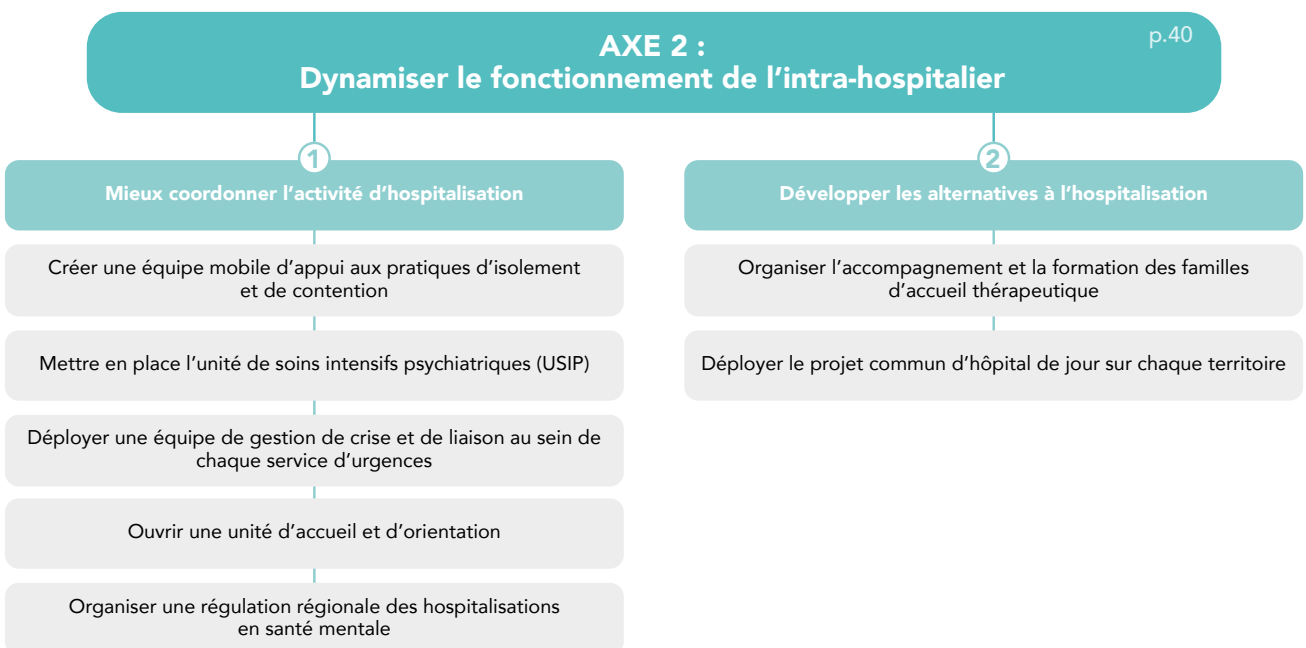 AXE 2 :
p.40
Dynamiser le fonctionnement de l’intra-hospitalier
1
Mieux coordonner l’activité d’hospitalisation
Créer une équipe mobile d’appui aux pratiques d’isolement
et de contention
Mettre en place l’unité de soins intensifs psychiatriques (USIP)
Déployer une équipe de gestion de crise et de liaison au sein de
chaque service d’urgences
Ouvrir une unité d’accueil et d’orientation
Organiser une régulation régionale des hospitalisations
en santé mentale
2
Développer les alternatives à l’hospitalisation
Organiser l’accompagnement et la formation des familles
d’accueil thérapeutique
Déployer le projet commun d’hôpital de jour sur chaque territoire